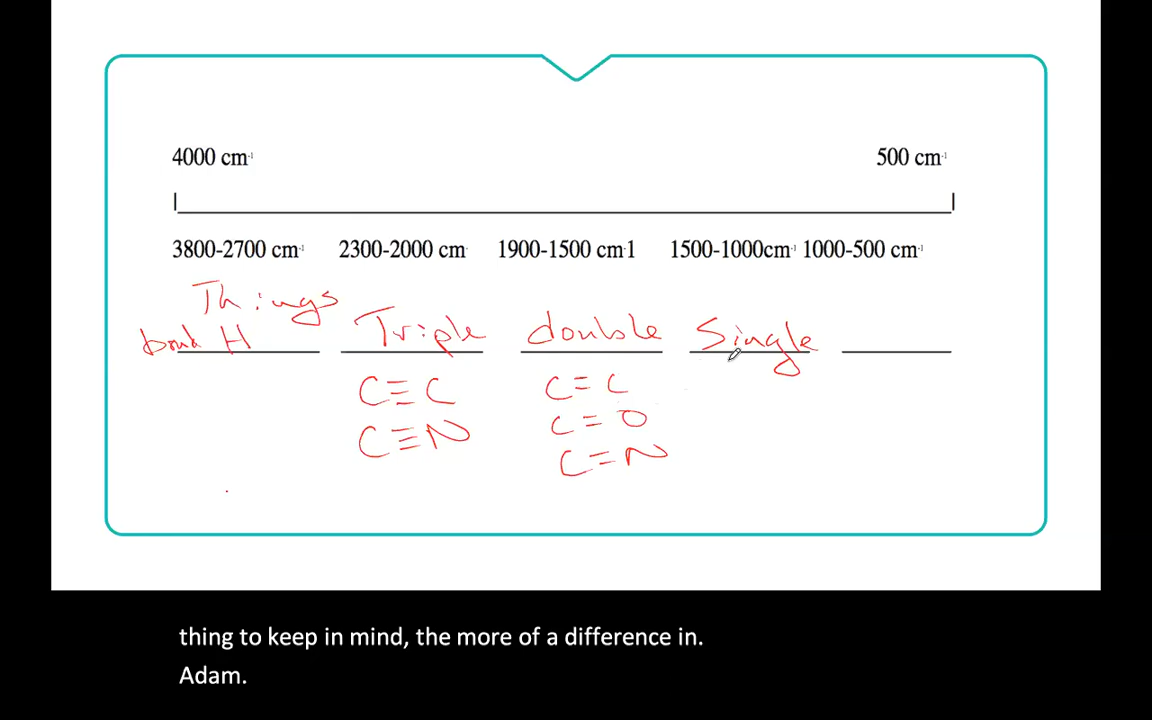 4000 cm-1 500 cm-1
3800-2700 cm-1 2300-2000 cm- 1900-1500 cm-1 1500-1000cm-1 1000-500 cm-1
Things
bond H Triple double Single
C≡C C=C
C≡N C=O
C=N
thing to keep in mind, the more of a difference in.
Adam.